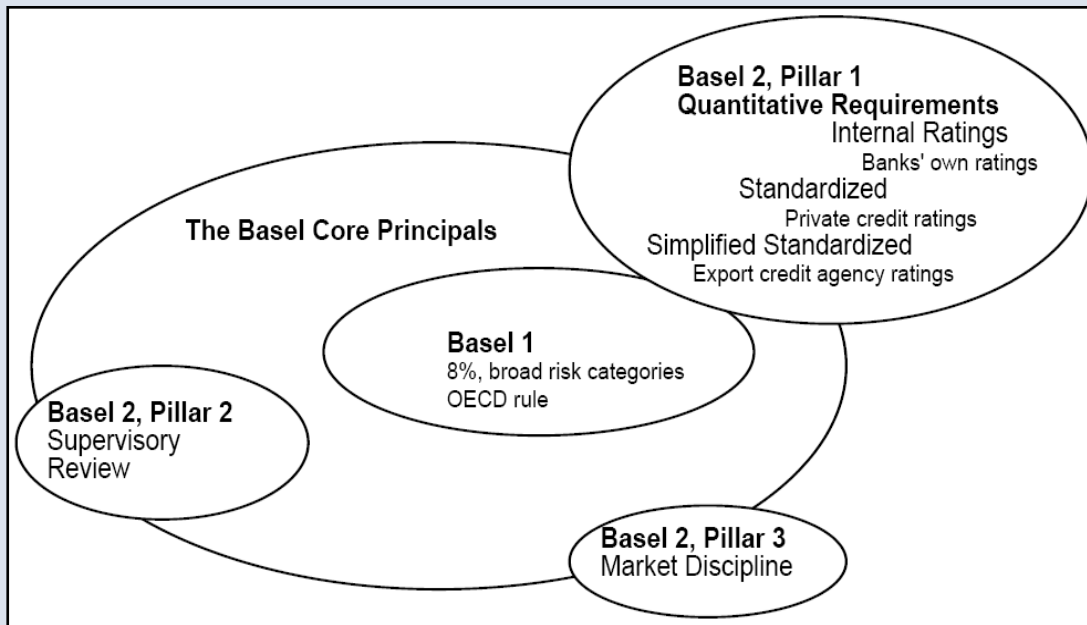 Basel 2, Pillar 1
Quantitative Requirements
Internal Ratings
Banks' own ratings
Standardized
Private credit ratings
Simplified Standardized
Export credit agency ratings
The Basel Core Principals
Basel 1
8%, broad risk categories
OECD rule
Basel 2, Pillar 2
Supervisory
Review
Basel 2, Pillar 3
Market Discipline